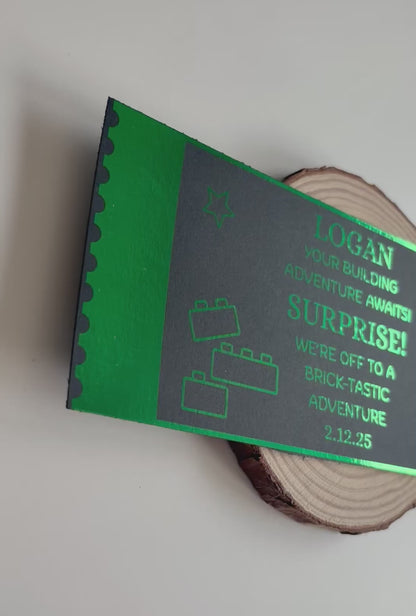 LOGAN
YOUR BUILDING
ADVENTURE AWAITS!
SURPRISE!
WE'RE OFF TO A
BRICK-TASTIC
ADVENTURE
2.12.25